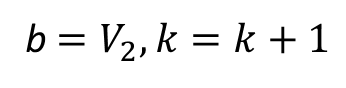 b = V₂, k = k + 1